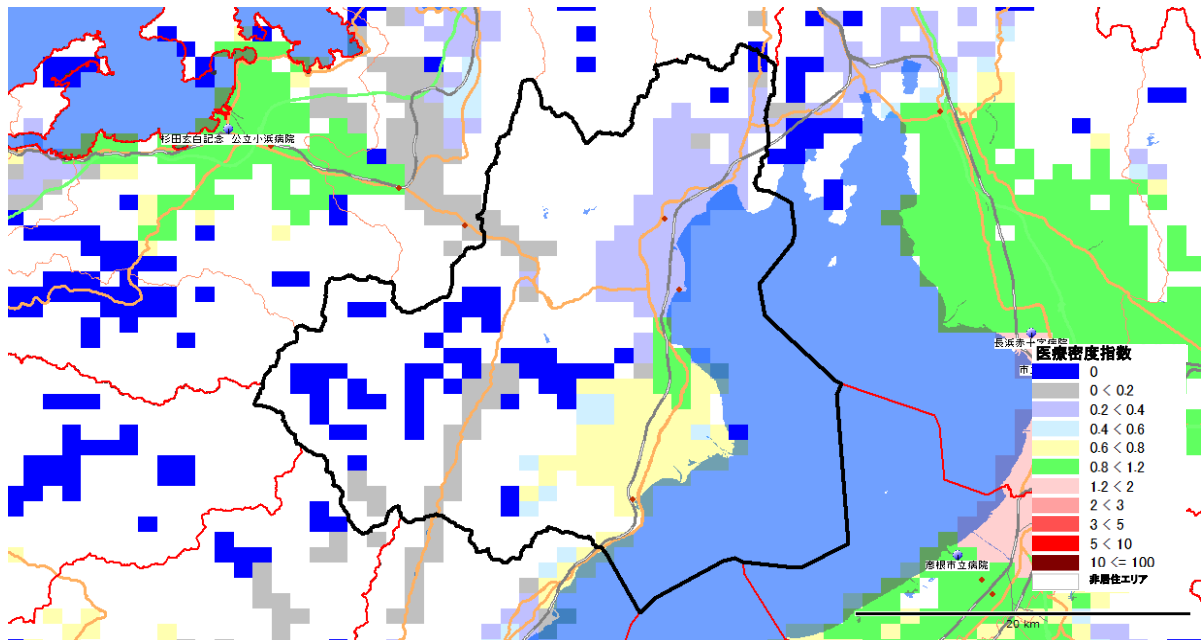 杉田玄白記念 公立小浜病院
長浜赤十字病院
市
医療密度指数
0
0 < 0.2
0.2 < 0.4
0.4 < 0.6
0.6 < 0.8
0.8 < 1.2
1.2 < 2
2 < 3
3 < 5
5 < 10
10 <= 100
非居住エリア
彦根市立病院
20 km